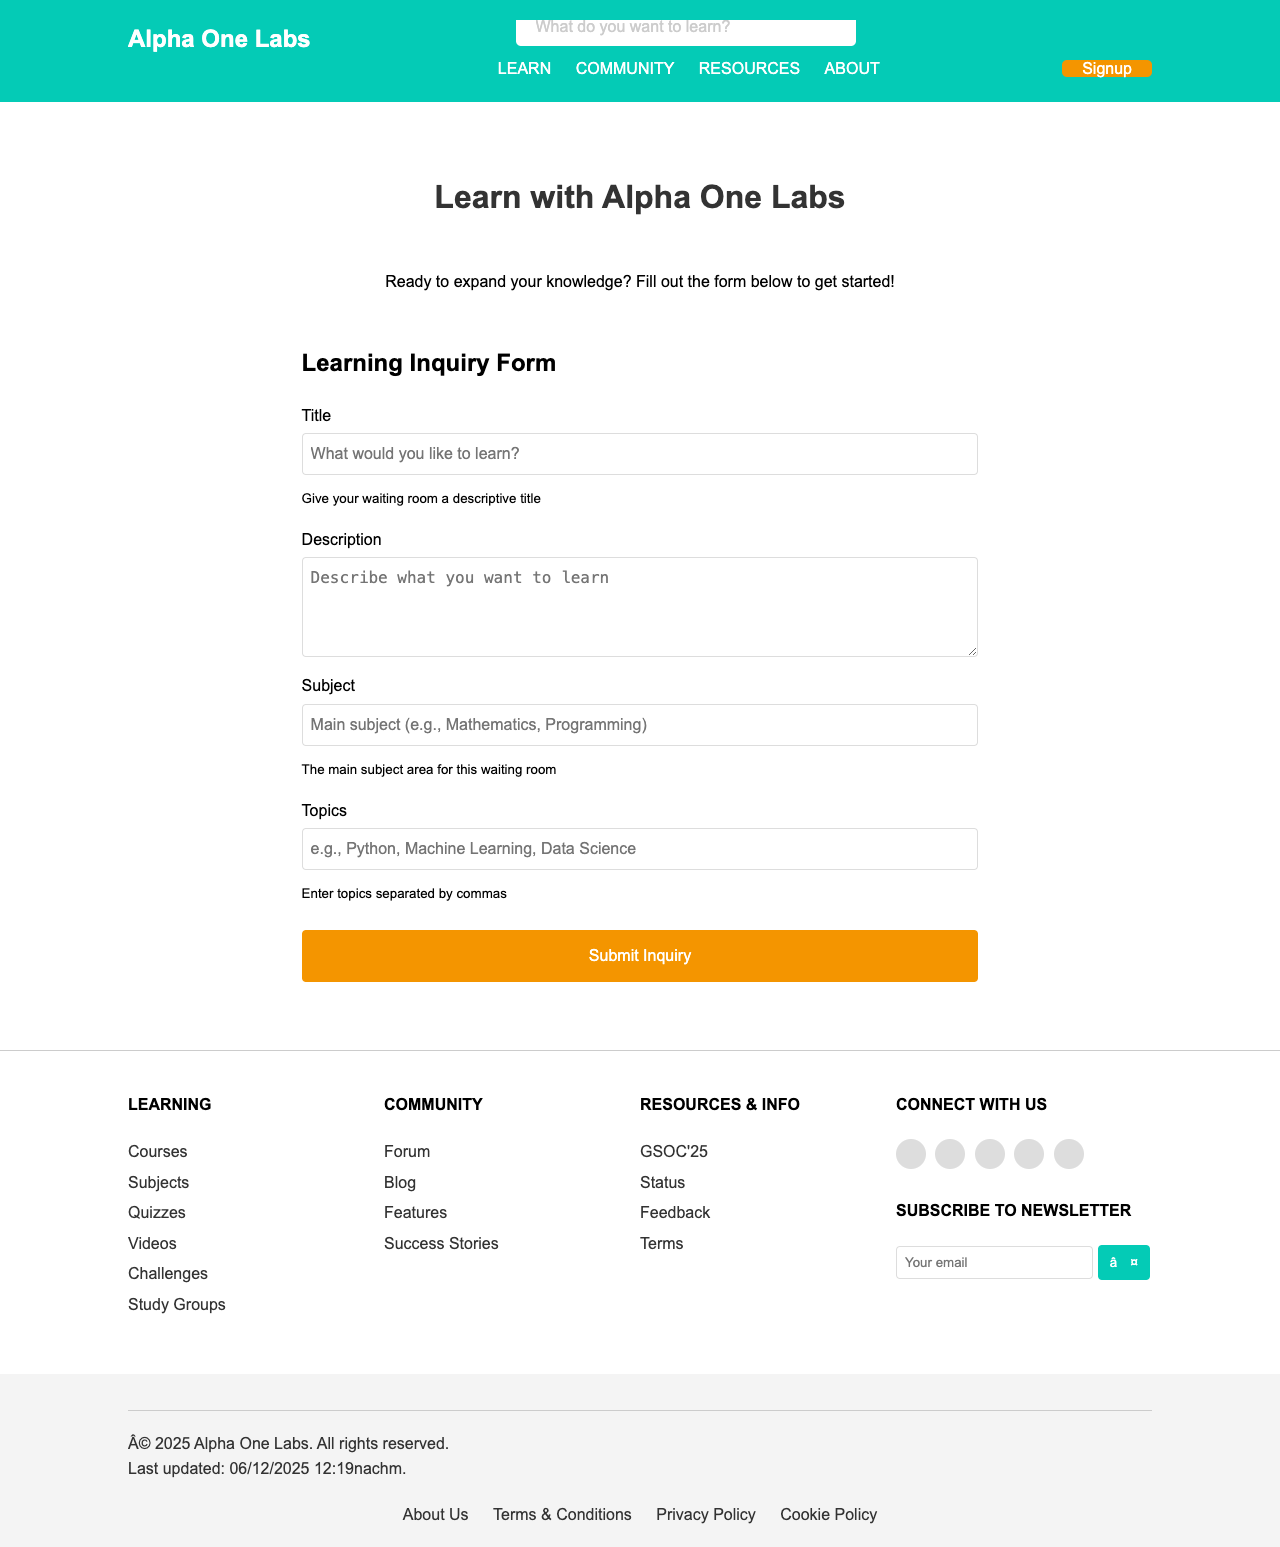 Alpha One Labs
What do you want to learn?
LEARN COMMUNITY RESOURCES ABOUT
Signup
Learn with Alpha One Labs
Ready to expand your knowledge? Fill out the form below to get started!
Learning Inquiry Form
Title
What would you like to learn?
Give your waiting room a descriptive title
Description
Describe what you want to learn
Subject
Main subject (e.g., Mathematics, Programming)
The main subject area for this waiting room
Topics
e.g., Python, Machine Learning, Data Science
Enter topics separated by commas
Submit Inquiry
LEARNING
Courses
Subjects
Quizzes
Videos
Challenges
Study Groups
COMMUNITY
Forum
Blog
Features
Success Stories
RESOURCES & INFO
GSOC'25
Status
Feedback
Terms
CONNECT WITH US
SUBSCRIBE TO NEWSLETTER
Your email
â ¤
Â© 2025 Alpha One Labs. All rights reserved.
Last updated: 06/12/2025 12:19nachm.
About Us Terms & Conditions Privacy Policy Cookie Policy